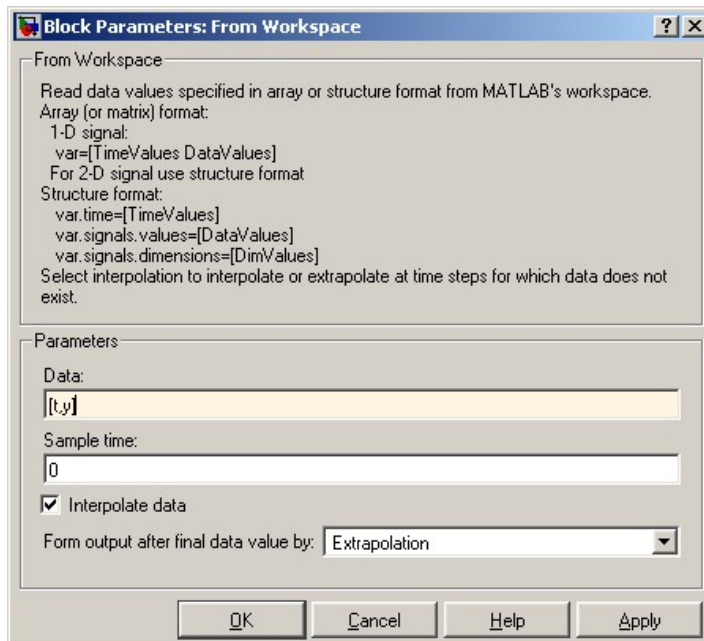 Block Parameters: From Workspace
From Workspace
Read data values specified in array or structure format from MATLAB's workspace.
Array (or matrix) format:
1-D signal:
var=[TimeValues DataValues]
For 2-D signal use structure format
Structure format:
var.time=[TimeValues]
var.signals.values=[DataValues]
var.signals.dimensions=[DimValues]
Select interpolation to interpolate or extrapolate at time steps for which data does not
exist.
Parameters
Data:
[t,y]
Sample time:
0
Interpolate data
Form output after final data value by: Extrapolation
OK Cancel Help Apply